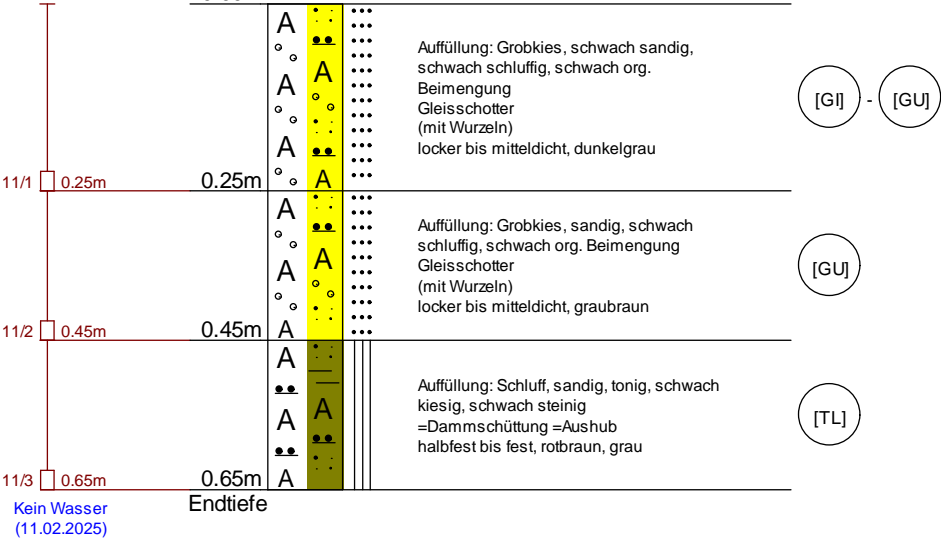 A
A
A
A
A
Auffüllung: Grobkies, schwach sandig,
schwach schluffig, schwach org.
Beimengung
Gleisschotter
(mit Wurzeln)
locker bis mitteldicht, dunkelgrau
[GI] - [GU]
11/1 0.25m 0.25m
A
A
A
A
Auffüllung: Grobkies, sandig, schwach
schluffig, schwach org. Beimengung
Gleisschotter
(mit Wurzeln)
locker bis mitteldicht, graubraun
[GU]
11/2 0.45m 0.45m
A
A
A
A
Auffüllung: Schluff, sandig, tonig, schwach
kiesig, schwach steinig
=Dammschüttung =Aushub
halbfest bis fest, rotbraun, grau
[TL]
11/3 0.65m 0.65m
Endtiefe
Kein Wasser
(11.02.2025)